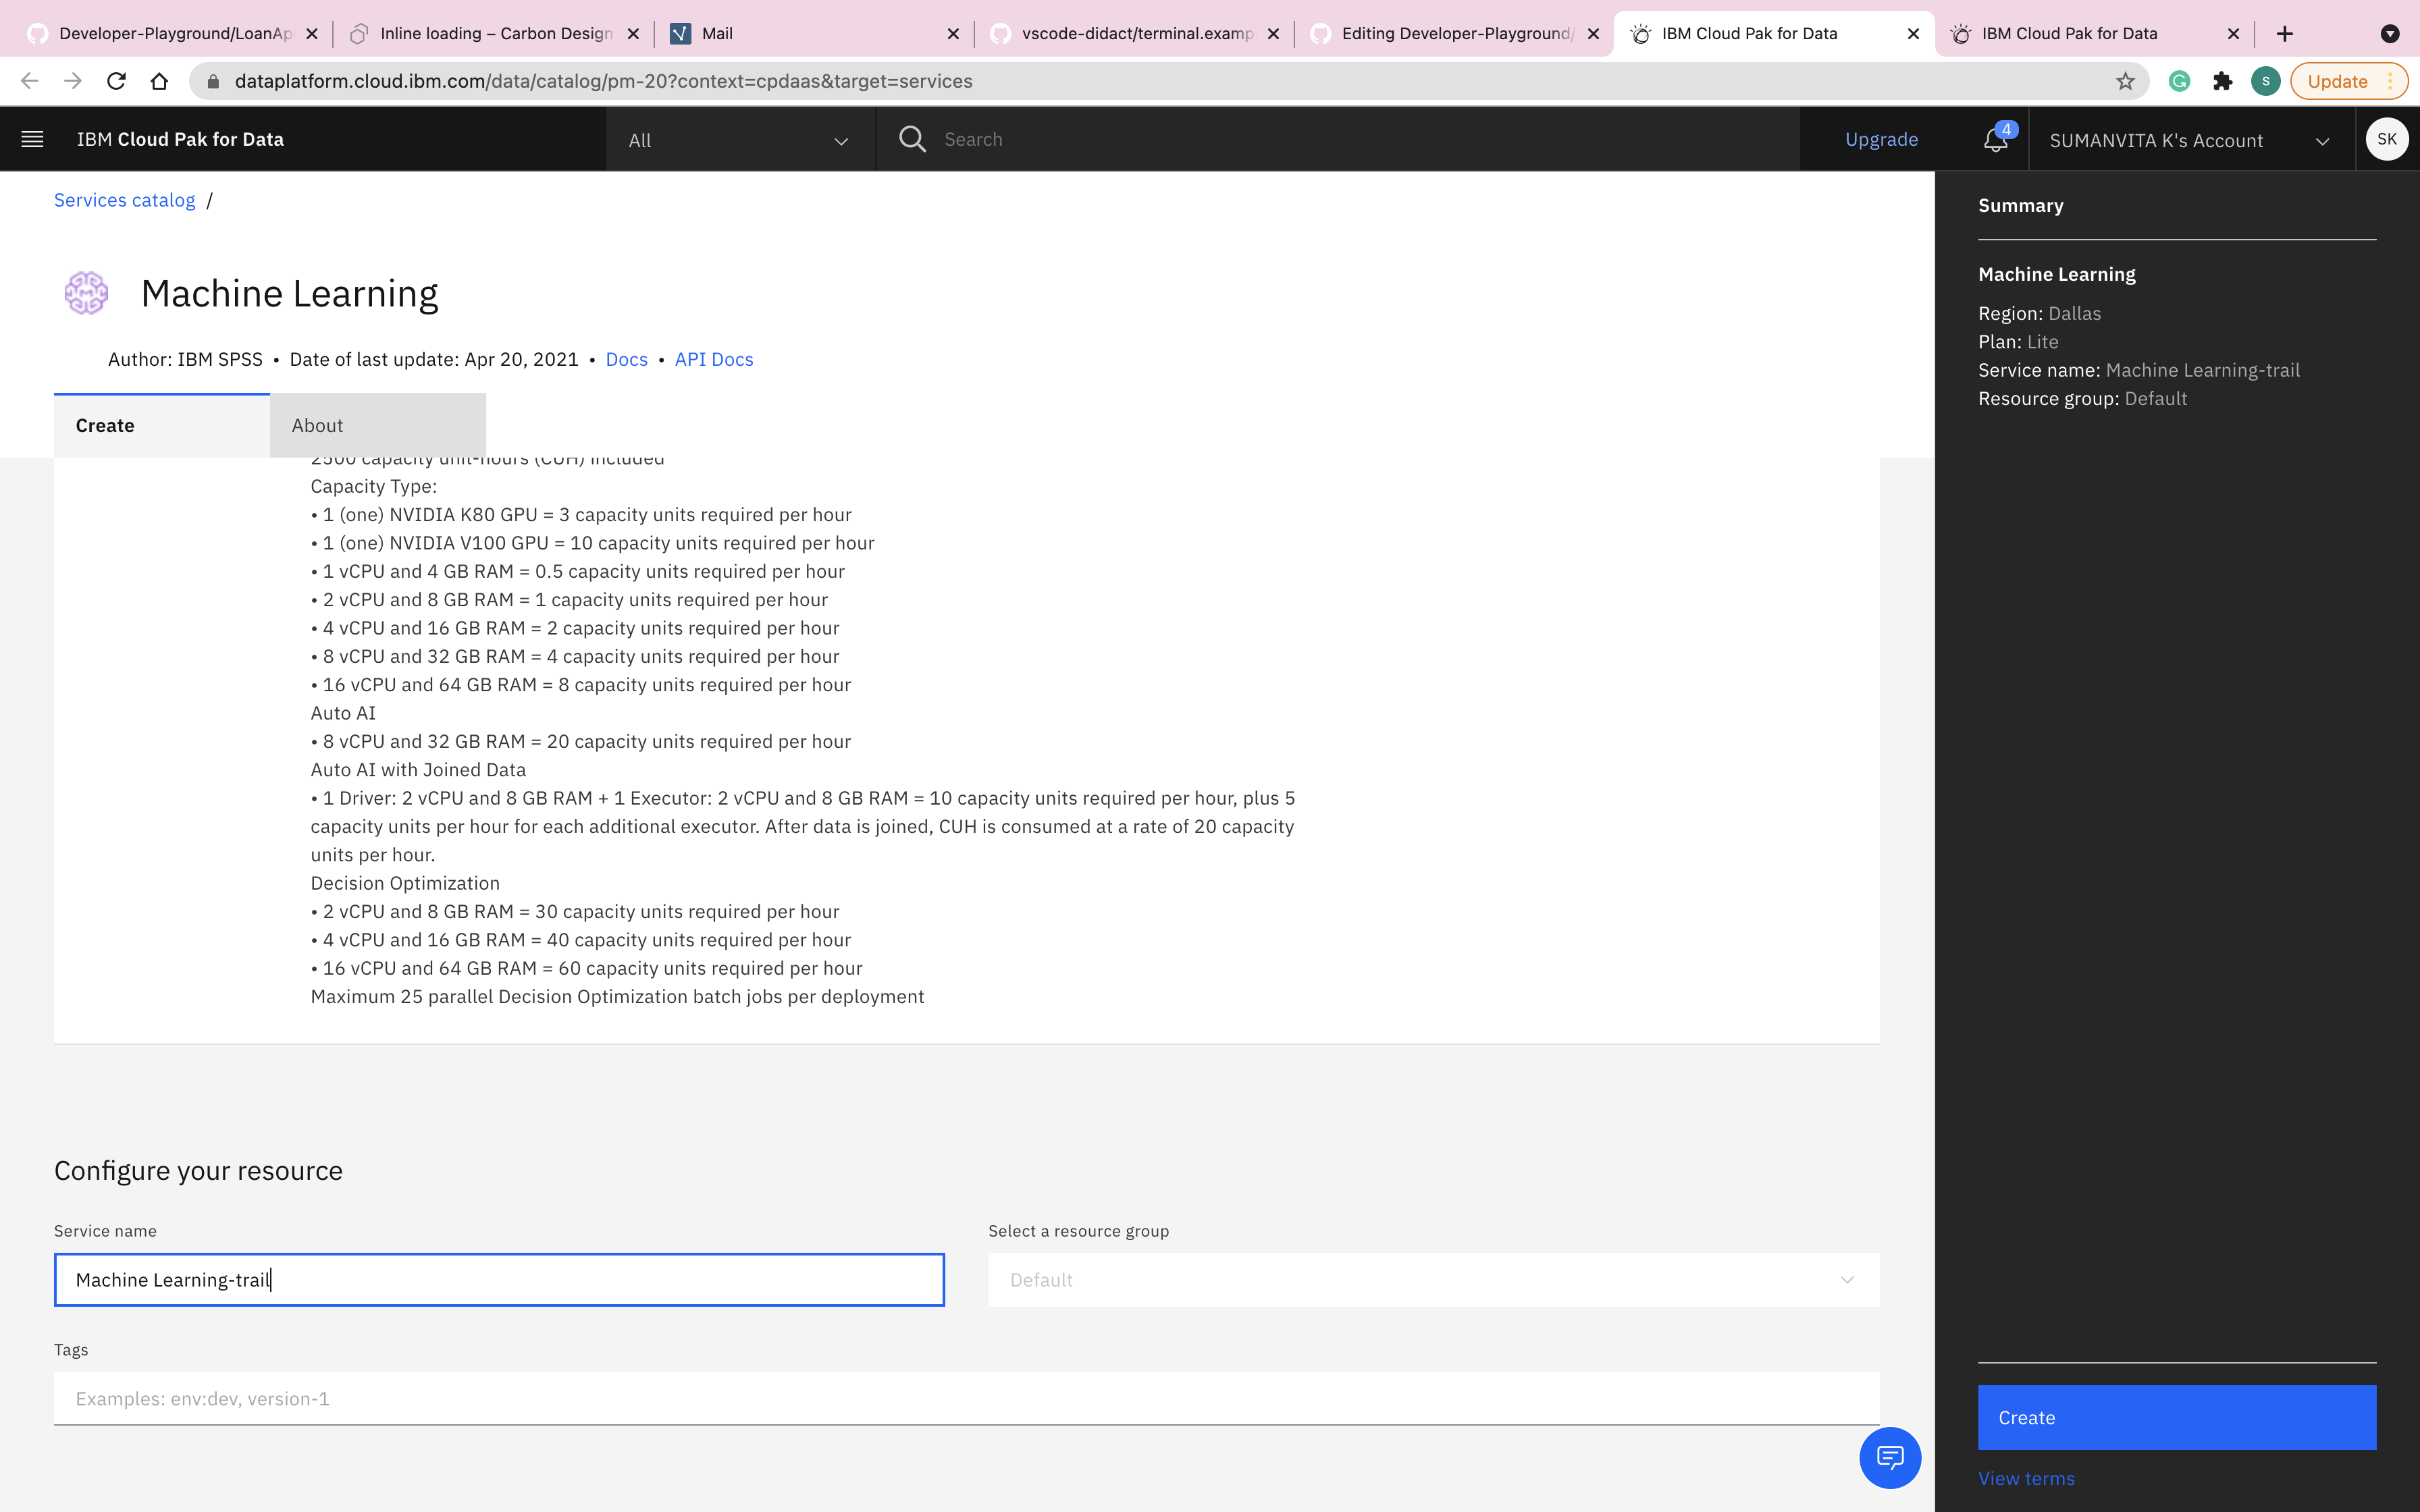 Developer-Playground/LoanAp
Inline loading – Carbon Design
Mail
vscode-didact/terminal.examp
Editing Developer-Playground/
IBM Cloud Pak for Data
IBM Cloud Pak for Data
dataplatform.cloud.ibm.com/data/catalog/pm-20?context=cpdaas&target=services
S
Update
IBM Cloud Pak for Data
All
Search
Upgrade
4
SUMANVITA K's Account
SK
Services catalog /
Machine Learning
Author: IBM SPSS • Date of last update: Apr 20, 2021 • Docs • API Docs
Create
About
2500 capacity unit-hours (CUH) included
Capacity Type:
• 1 (one) NVIDIA K80 GPU = 3 capacity units required per hour
• 1 (one) NVIDIA V100 GPU = 10 capacity units required per hour
• 1 vCPU and 4 GB RAM = 0.5 capacity units required per hour
• 2 vCPU and 8 GB RAM = 1 capacity units required per hour
• 4 vCPU and 16 GB RAM = 2 capacity units required per hour
• 8 vCPU and 32 GB RAM = 4 capacity units required per hour
• 16 vCPU and 64 GB RAM = 8 capacity units required per hour
Auto AI
• 8 vCPU and 32 GB RAM = 20 capacity units required per hour
Auto AI with Joined Data
• 1 Driver: 2 vCPU and 8 GB RAM + 1 Executor: 2 vCPU and 8 GB RAM = 10 capacity units required per hour, plus 5
capacity units per hour for each additional executor. After data is joined, CUH is consumed at a rate of 20 capacity
units per hour.
Decision Optimization
• 2 vCPU and 8 GB RAM = 30 capacity units required per hour
• 4 vCPU and 16 GB RAM = 40 capacity units required per hour
• 16 vCPU and 64 GB RAM = 60 capacity units required per hour
Maximum 25 parallel Decision Optimization batch jobs per deployment
Configure your resource
Service name
Machine Learning-trail
Select a resource group
Default
Tags
Examples: env:dev, version-1
Summary
Machine Learning
Region: Dallas
Plan: Lite
Service name: Machine Learning-trail
Resource group: Default
Create
View terms